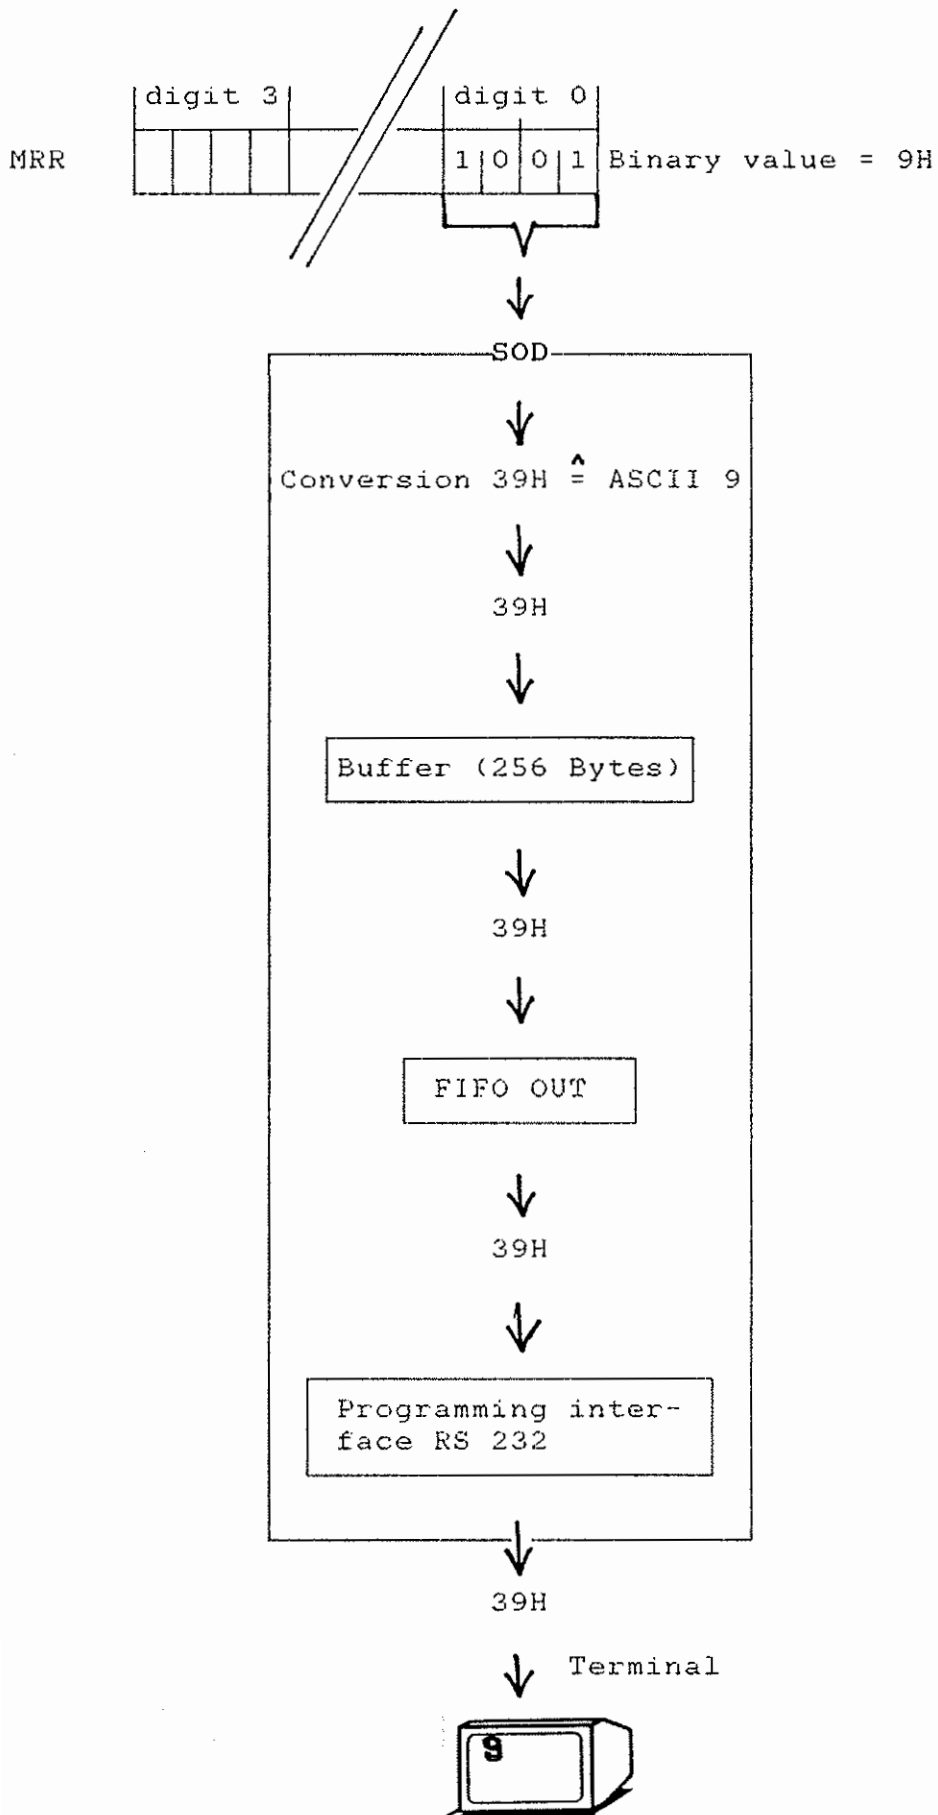 digit 3 digit 0
MRR 1 0 0 1 Binary value = 9H
SOD
Conversion 39H ≙ ASCII 9
39H
Buffer (256 Bytes)
39H
FIFO OUT
39H
Programming inter-
face RS 232
39H
Terminal
9